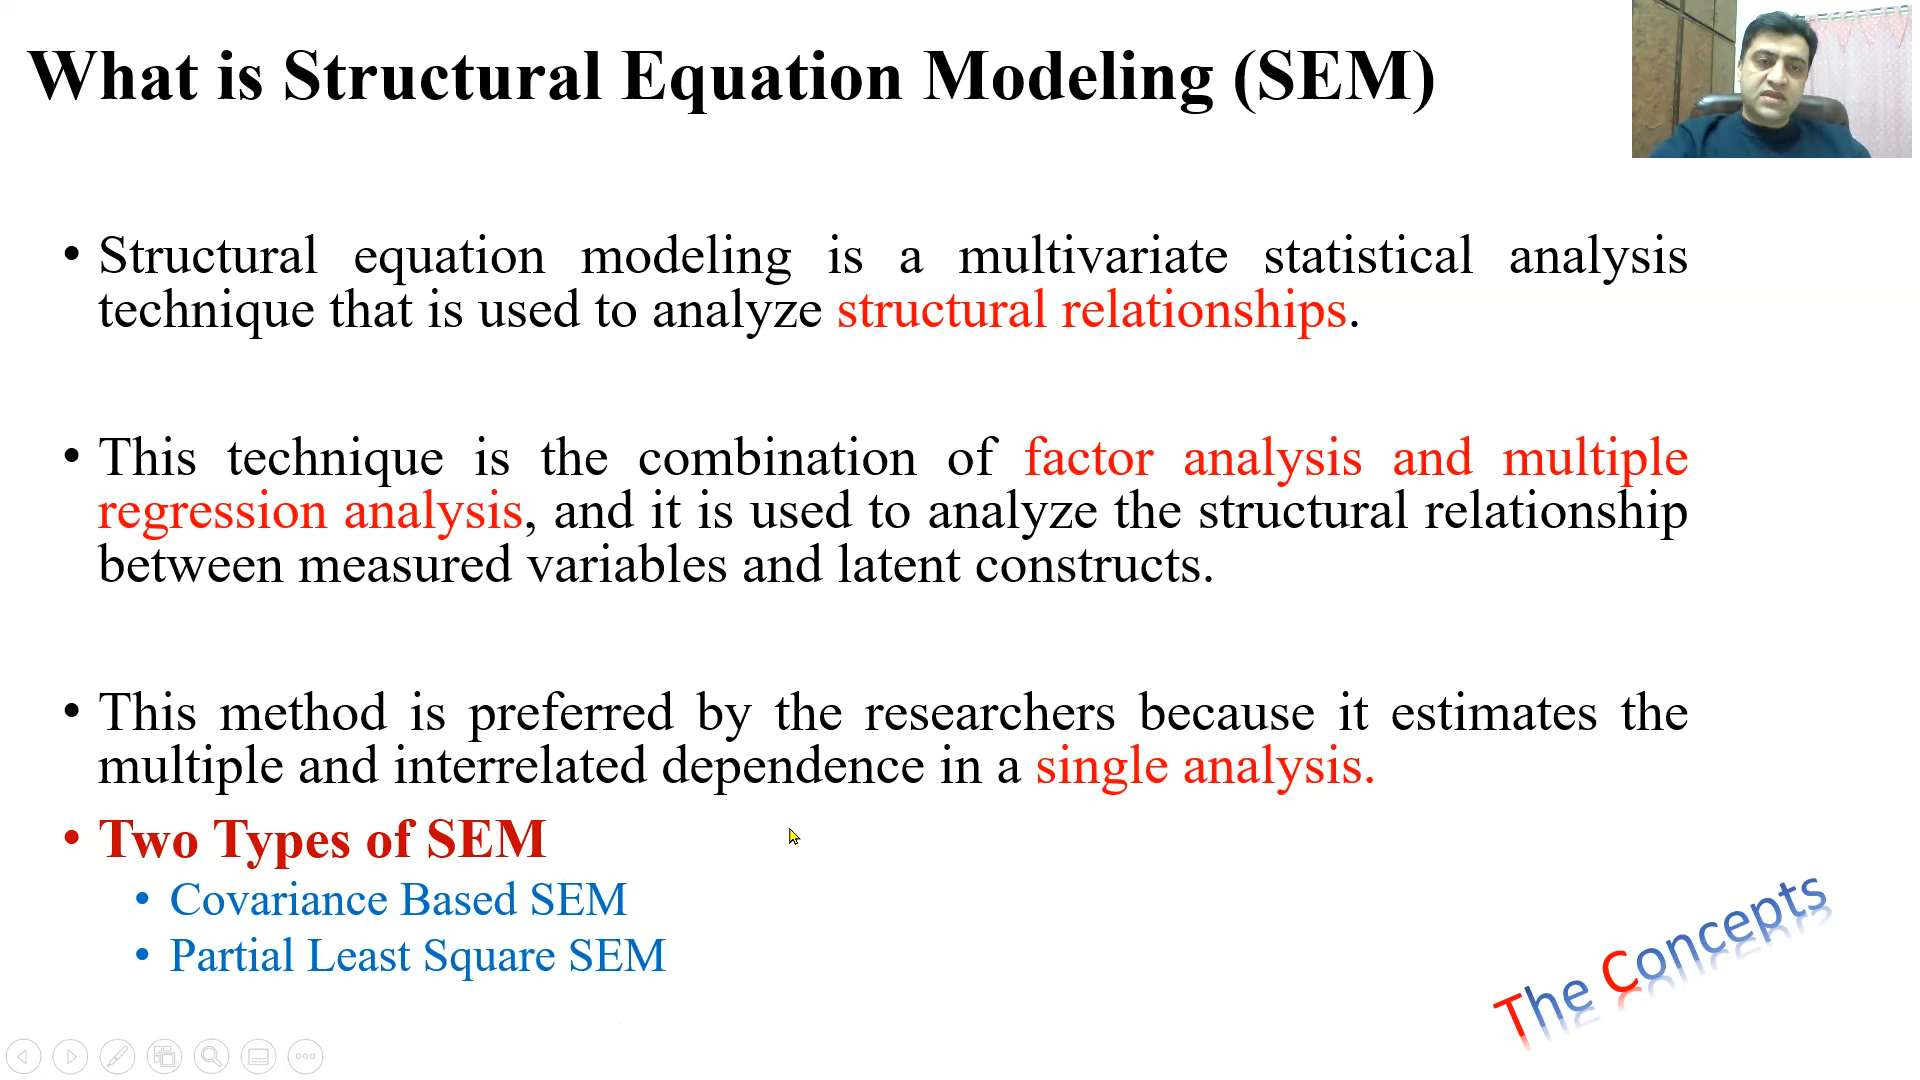 What is Structural Equation Modeling (SEM)
• Structural equation modeling is a multivariate statistical analysis
technique that is used to analyze structural relationships.
• This technique is the combination of factor analysis and multiple
regression analysis, and it is used to analyze the structural relationship
between measured variables and latent constructs.
• This method is preferred by the researchers because it estimates the
multiple and interrelated dependence in a single analysis.
• Two Types of SEM
• Covariance Based SEM
• Partial Least Square SEM
The Concepts